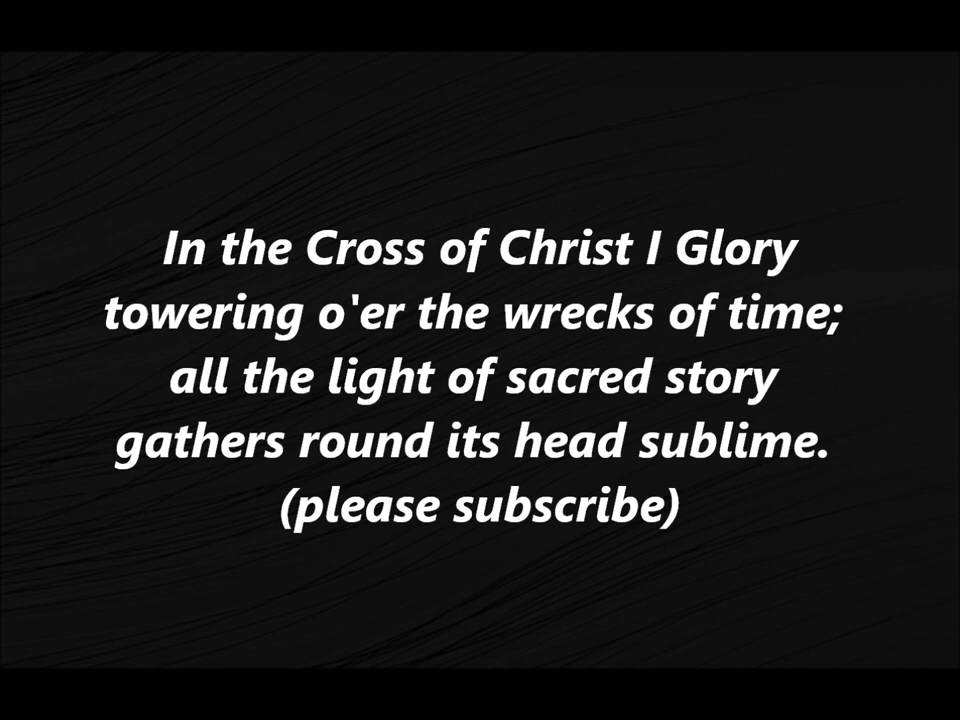 In the Cross of Christ I Glory
towering o'er the wrecks of time;
all the light of sacred story
gathers round its head sublime.
(please subscribe)